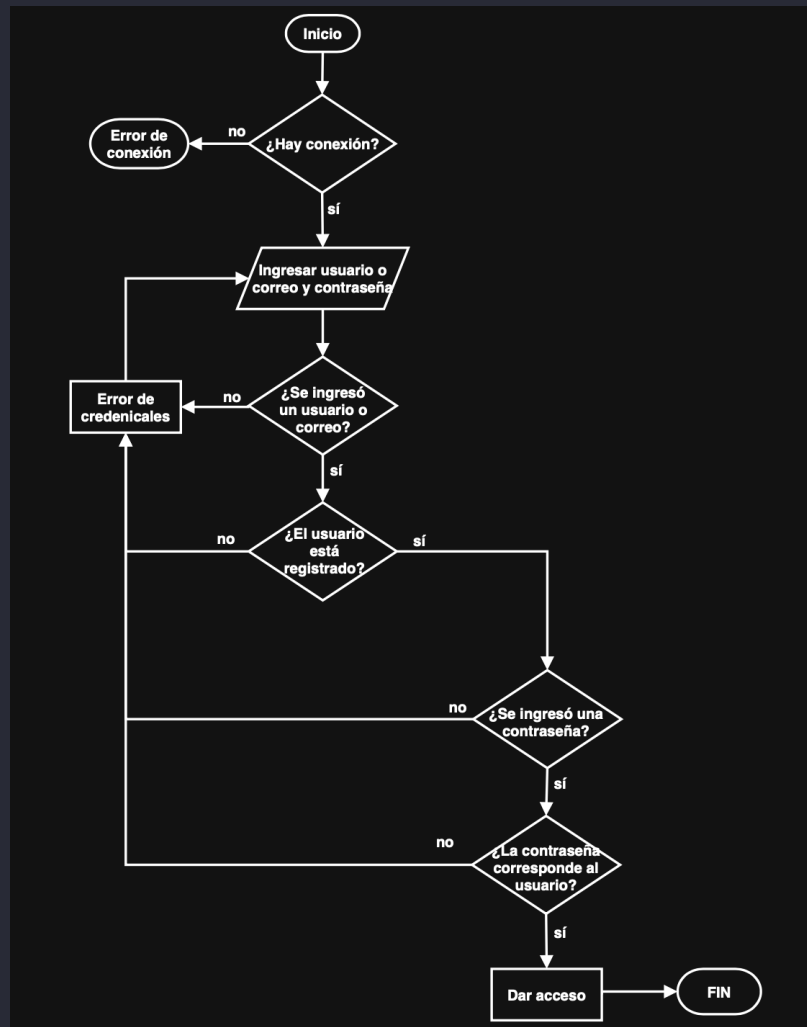 Inicio
¿Hay conexión?
no
Error de
conexión
sí
Ingresar usuario o
correo y contraseña
¿Se ingresó
un usuario o
correo?
no
Error de
credenicales
sí
¿El usuario
está
registrado?
no
sí
¿Se ingresó una
contraseña?
no
sí
¿La contraseña
corresponde al
usuario?
no
sí
Dar acceso
FIN